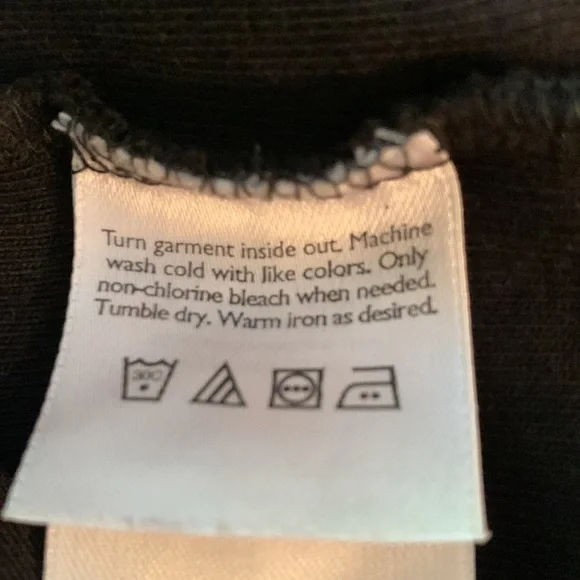 Turn garment inside out. Machine
wash cold with like colors. Only
non-chlorine bleach when needed.
Tumble dry. Warm iron as desired.
30C